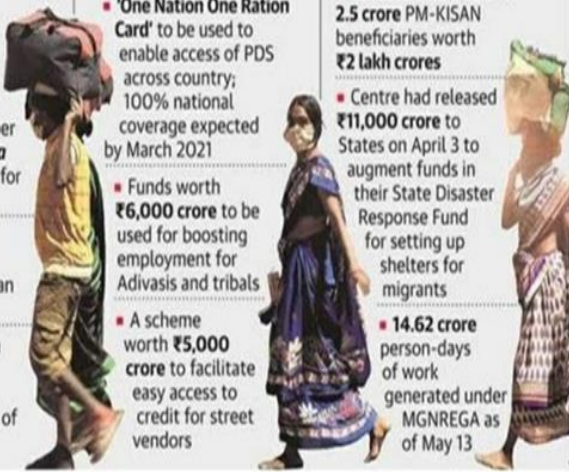 ▪ 'One Nation One Ration
Card' to be used to
enable access of PDS
across country;
100% national
coverage expected
by March 2021
▪ Funds worth
₹6,000 crore to be
used for boosting
employment for
Adivasis and tribals
▪ A scheme
worth ₹5,000
crore to facilitate
easy access to
credit for street
vendors
2.5 crore PM-KISAN
beneficiaries worth
₹2 lakh crores
▪ Centre had released
₹11,000 crore to
States on April 3 to
augment funds in
their State Disaster
Response Fund
for setting up
shelters for
migrants
▪ 14.62 crore
person-days
of work
generated under
MGNREGA as
of May 13
for
of